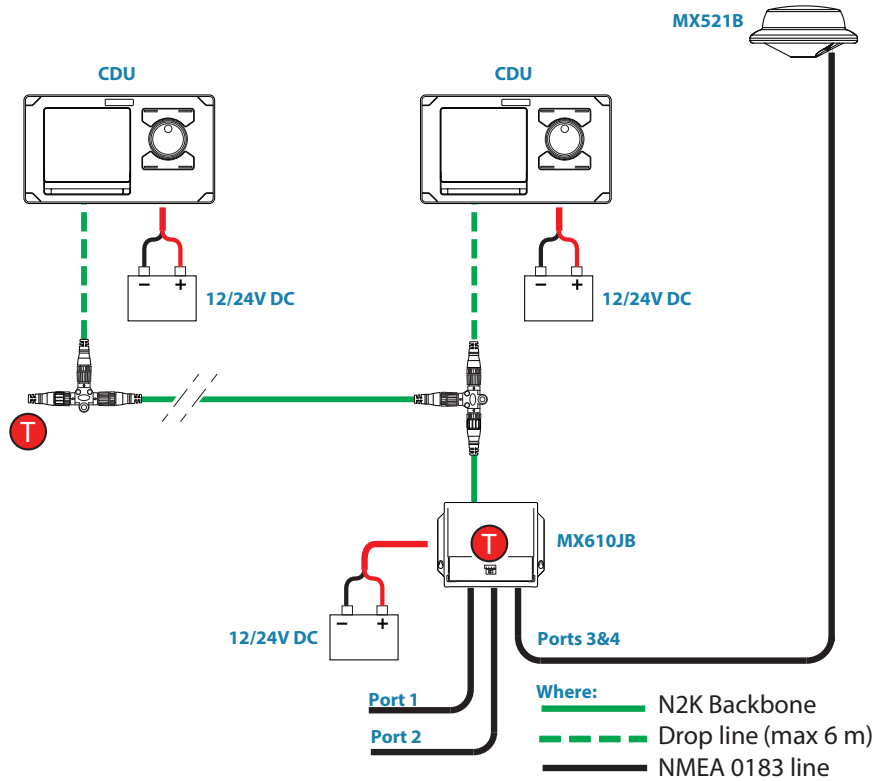 MX521B
CDU
CDU
– +
12/24V DC
– +
12/24V DC
T
T
MX610JB
– +
12/24V DC
Ports 3&4
Port 1
Port 2
Where:
N2K Backbone
Drop line (max 6 m)
NMEA 0183 line